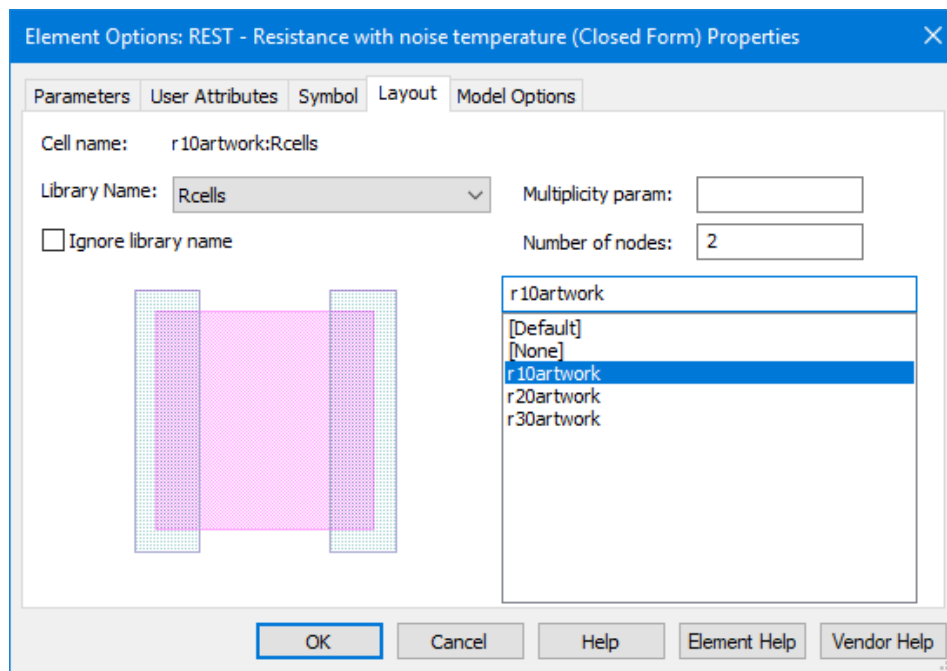 Element Options: REST - Resistance with noise temperature (Closed Form) Properties
Parameters User Attributes Symbol Layout Model Options
Cell name: r10artwork:Rcells
Library Name: Rcells
Multiplicity param:
Ignore library name
Number of nodes: 2
r10artwork
[Default]
[None]
r10artwork
r20artwork
r30artwork
OK Cancel Help Element Help Vendor Help